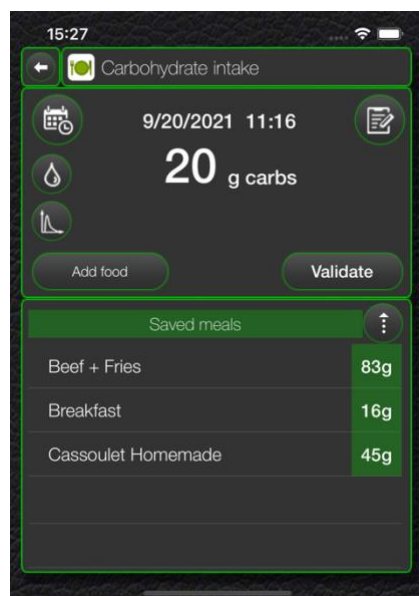 15:27
Carbohydrate intake
9/20/2021 11:16
20 g carbs
Add food Validate
Saved meals
Beef + Fries 83g
Breakfast 16g
Cassoulet Homemade 45g